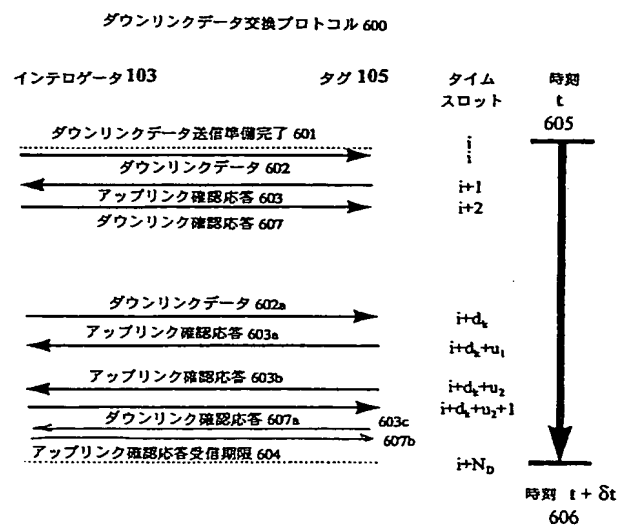 ダウンリンクデータ交換プロトコル 600
インテロゲータ 103 タグ 105 タイム 時刻
スロット t
605
ダウンリンクデータ送信準備完了 601 i
i
ダウンリンクデータ 602
i+1
アップリンク確認応答 603
i+2
ダウンリンク確認応答 607
ダウンリンクデータ 602a
i+dₖ
アップリンク確認応答 603a
i+dₖ+u₁
アップリンク確認応答 603b i+dₖ+u₂
i+dₖ+u₂+1
ダウンリンク確認応答 607a 603c
607b
アップリンク確認応答受信期限 604
i+N_D
時刻 t + δt
606